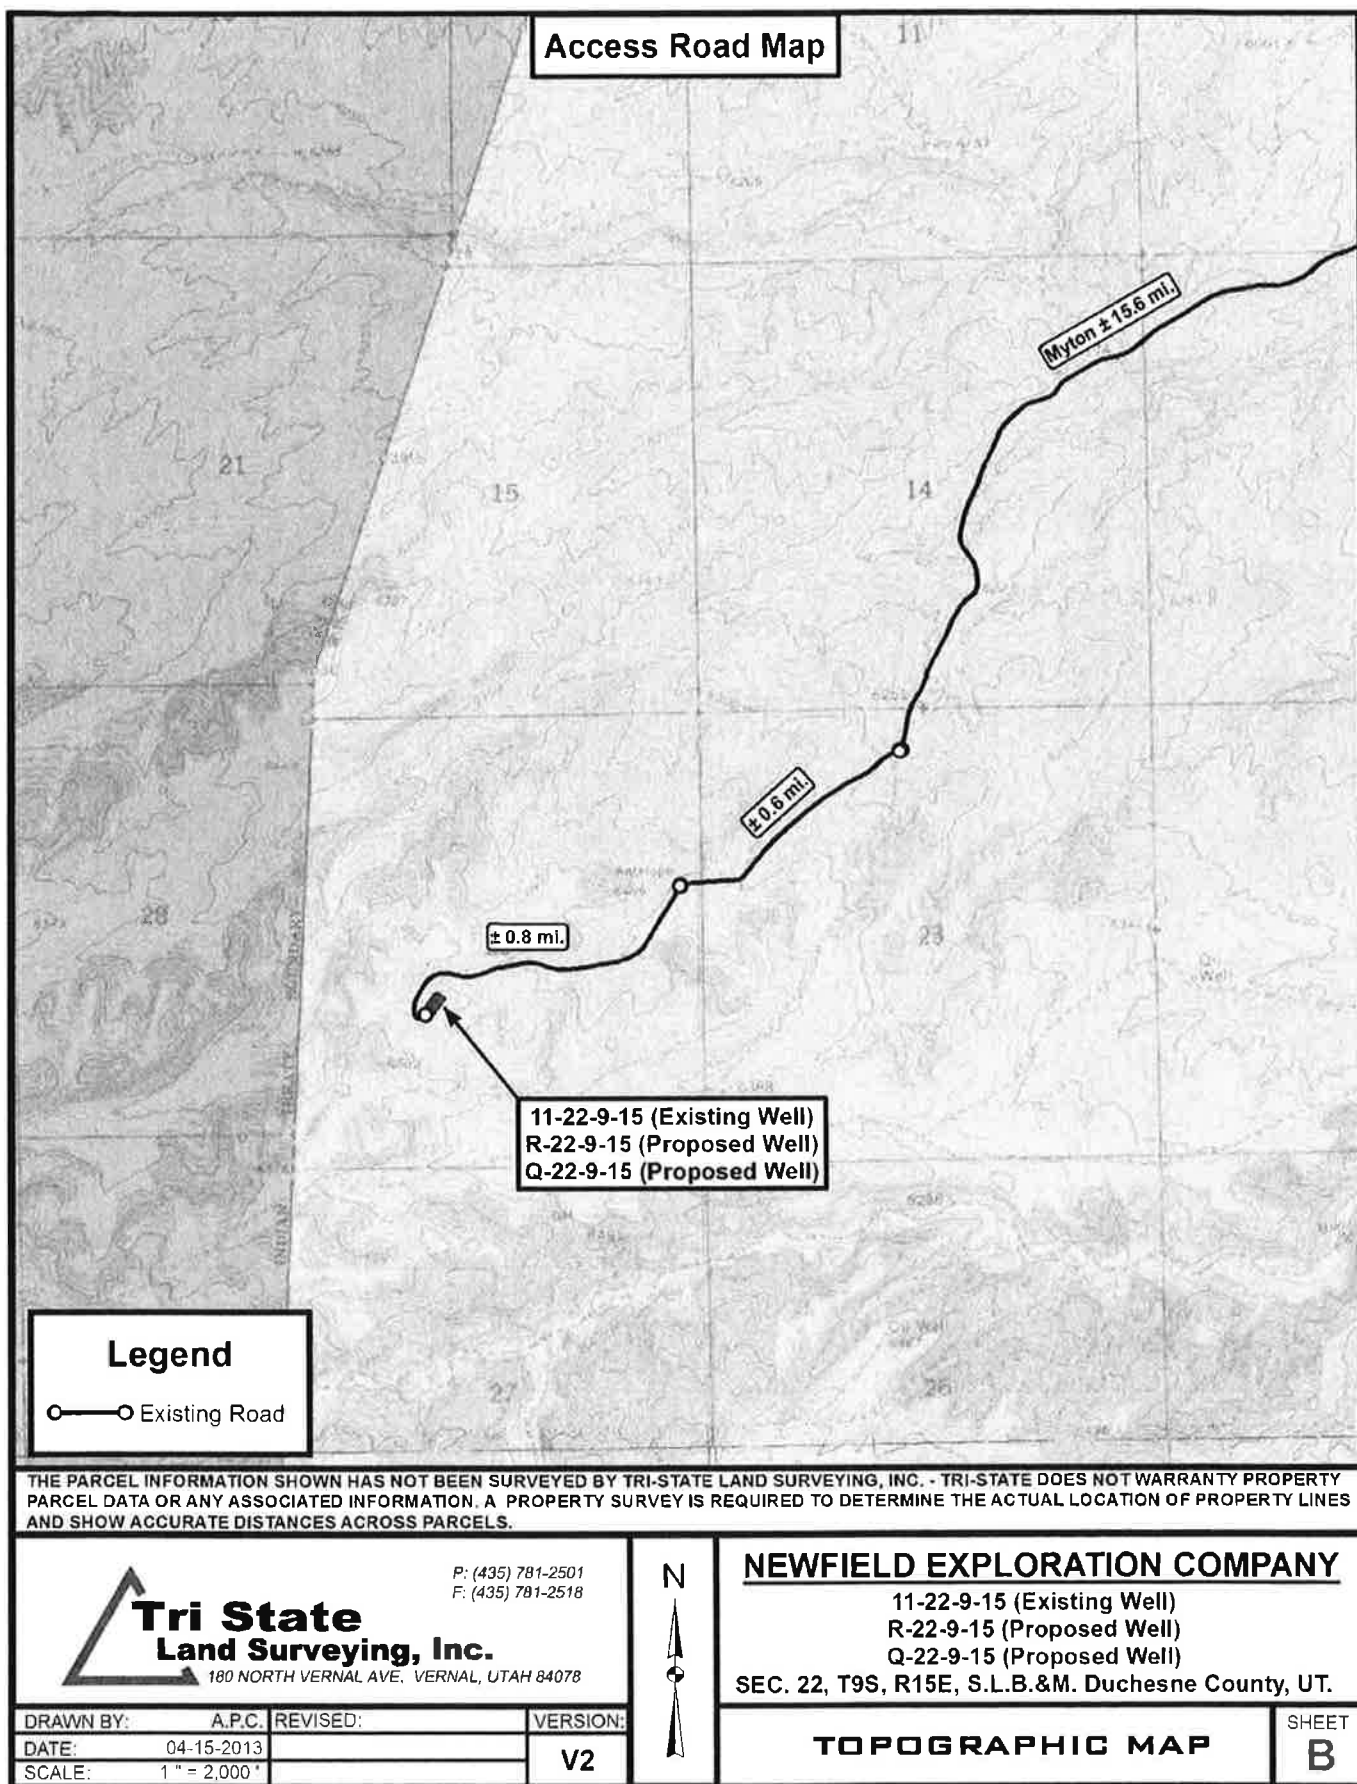 Access Road Map
11
Myton ± 15.6 mi.
21
15
14
± 0.6 mi.
28
23
± 0.8 mi.
11-22-9-15 (Existing Well)
R-22-9-15 (Proposed Well)
Q-22-9-15 (Proposed Well)
INDIAN TREATY BOUNDARY
Oil Well
27
26
Legend
Existing Road
THE PARCEL INFORMATION SHOWN HAS NOT BEEN SURVEYED BY TRI-STATE LAND SURVEYING, INC. - TRI-STATE DOES NOT WARRANTY PROPERTY
PARCEL DATA OR ANY ASSOCIATED INFORMATION. A PROPERTY SURVEY IS REQUIRED TO DETERMINE THE ACTUAL LOCATION OF PROPERTY LINES
AND SHOW ACCURATE DISTANCES ACROSS PARCELS.
P: (435) 781-2501
F: (435) 781-2518
Tri State
Land Surveying, Inc.
180 NORTH VERNAL AVE. VERNAL, UTAH 84078
N
NEWFIELD EXPLORATION COMPANY
11-22-9-15 (Existing Well)
R-22-9-15 (Proposed Well)
Q-22-9-15 (Proposed Well)
SEC. 22, T9S, R15E, S.L.B.&M. Duchesne County, UT.
DRAWN BY: A.P.C. REVISED: VERSION:
DATE: 04-15-2013
V2
SCALE: 1 " = 2,000 '
TOPOGRAPHIC MAP
SHEET
B